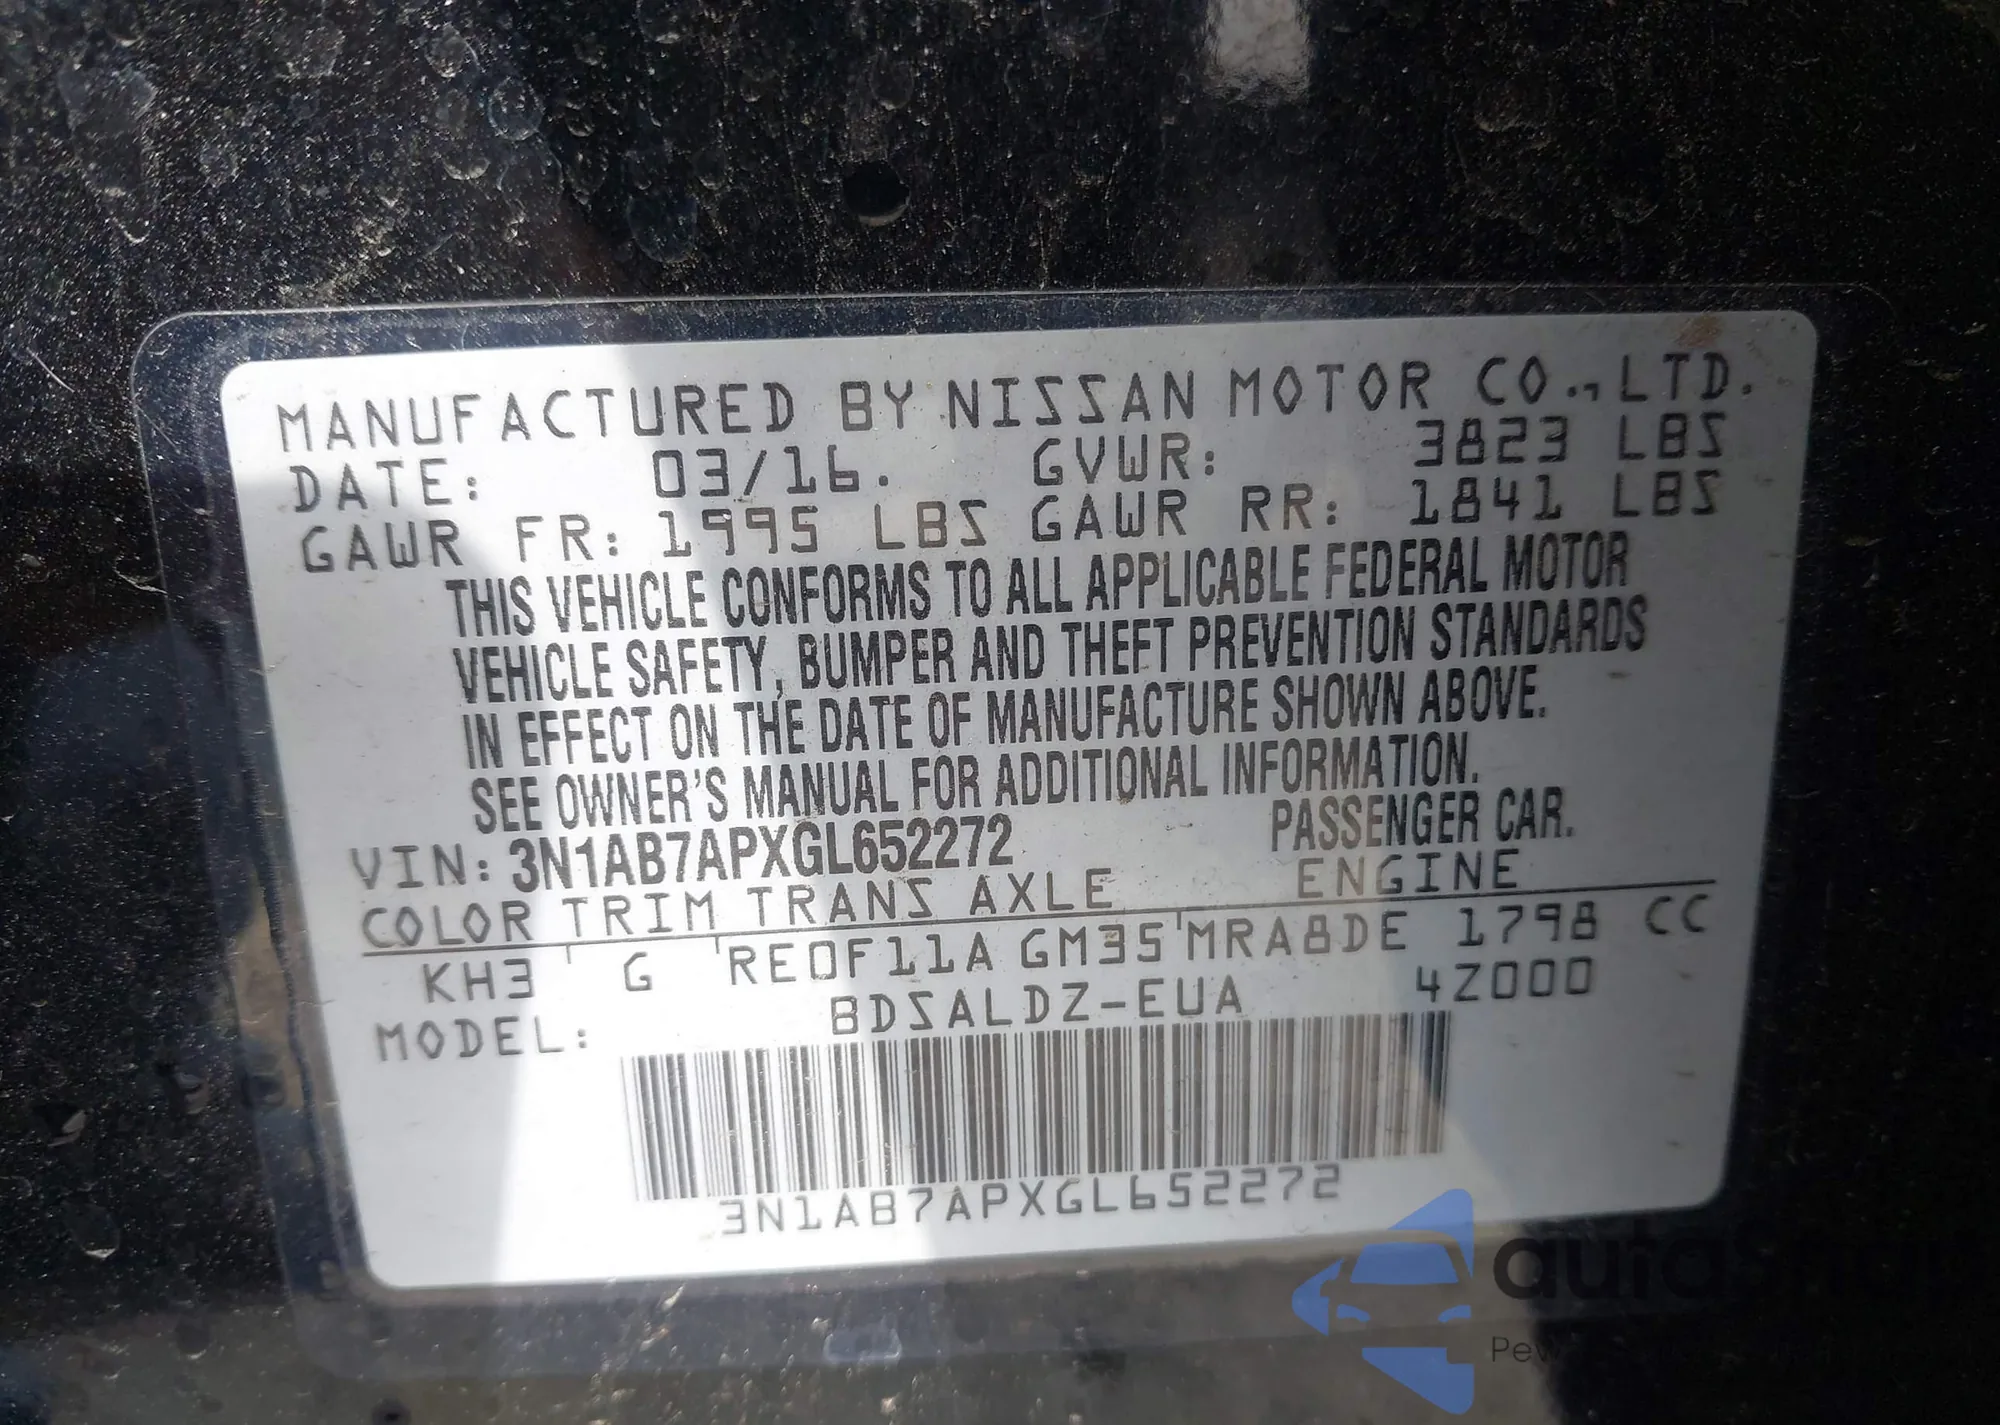 MANUFACTURED BY NISSAN MOTOR CO., LTD.
DATE: 03/16. GVWR: 3823 LBS
GAWR FR: 1995 LBS GAWR RR: 1841 LBS
THIS VEHICLE CONFORMS TO ALL APPLICABLE FEDERAL MOTOR
VEHICLE SAFETY, BUMPER AND THEFT PREVENTION STANDARDS
IN EFFECT ON THE DATE OF MANUFACTURE SHOWN ABOVE.
SEE OWNER'S MANUAL FOR ADDITIONAL INFORMATION.
VIN: 3N1AB7APXGL652272 PASSENGER CAR.
COLOR TRIM TRANS AXLE ENGINE
KH3 G RE0F11A GM35 MRA8DE 1798 CC
MODEL: BDSALDZ-EUA 4Z000
3N1AB7APXGL652272